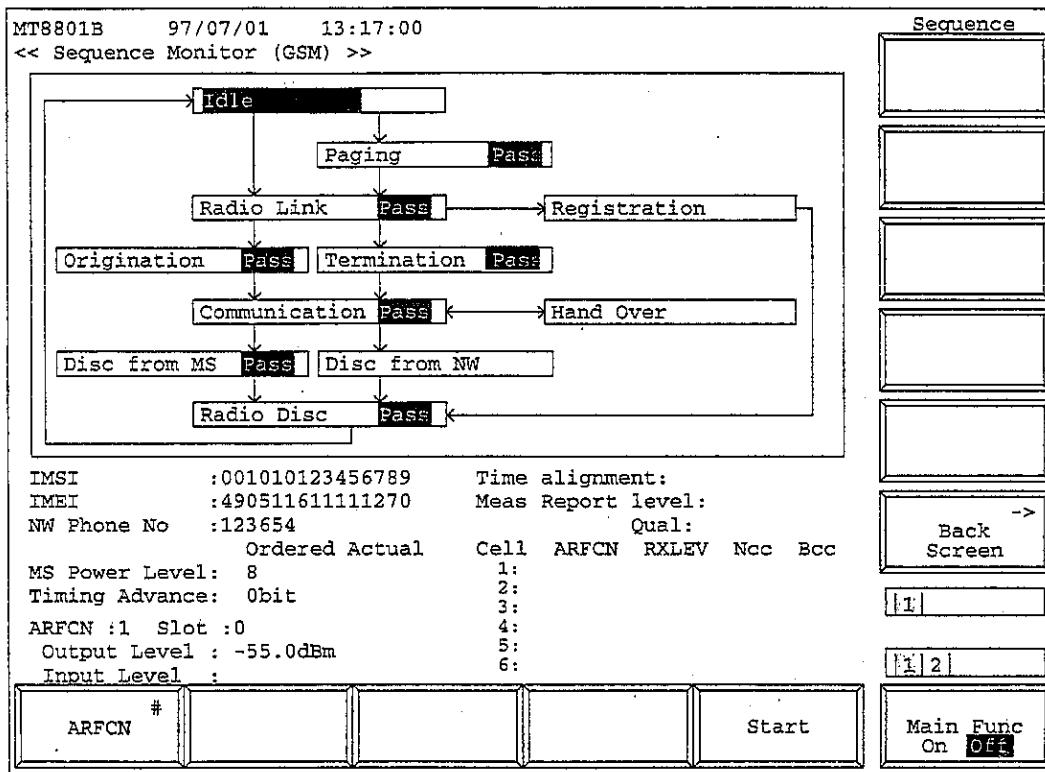 MT8801B 97/07/01 13:17:00
<< Sequence Monitor (GSM) >>
Sequence
Idle
Paging Pass
Radio Link Pass Registration
Origination Pass Termination Pass
Communication Pass Hand Over
Disc from MS Pass Disc from NW
Radio Disc Pass
IMSI :001010123456789 Time alignment:
IMEI :490511611111270 Meas Report level:
NW Phone No :123654 Qual:
Ordered Actual Cell ARFCN RXLEV Ncc Bcc
MS Power Level: 8 1:
Timing Advance: 0bit 2:
3:
ARFCN :1 Slot :0 4:
Output Level : -55.0dBm 5:
Input Level : 6:
->
Back
Screen
1
1 2
#
ARFCN
Start
Main Func
On Off